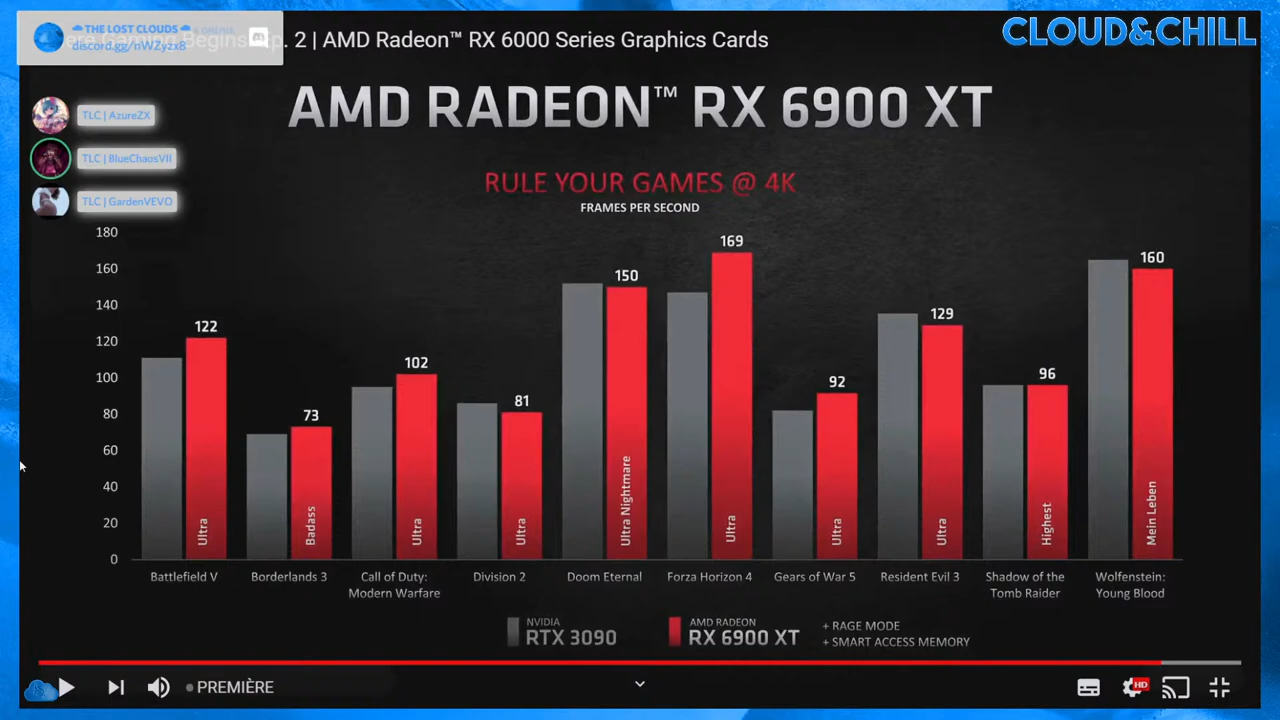 THE LOST CLOUDS
discord.gg/nWZyzx8
p. 2 | AMD Radeon™ RX 6000 Series Graphics Cards
CLOUD&CHILL
AMD RADEON™ RX 6900 XT
TLC | AzureZX
TLC | BlueChaosVII
TLC | GardenVEVO
RULE YOUR GAMES @ 4K
FRAMES PER SECOND
180
160
140
120
100
80
60
40
20
0
122
73
102
81
150
169
92
129
96
160
Ultra
Badass
Ultra
Ultra
Ultra Nightmare
Ultra
Ultra
Ultra
Highest
Mein Leben
Battlefield V
Borderlands 3
Call of Duty:
Modern Warfare
Division 2
Doom Eternal
Forza Horizon 4
Gears of War 5
Resident Evil 3
Shadow of the
Tomb Raider
Wolfenstein:
Young Blood
NVIDIA
RTX 3090
AMD RADEON
RX 6900 XT
+ RAGE MODE
+ SMART ACCESS MEMORY
PREMIÈRE
HD